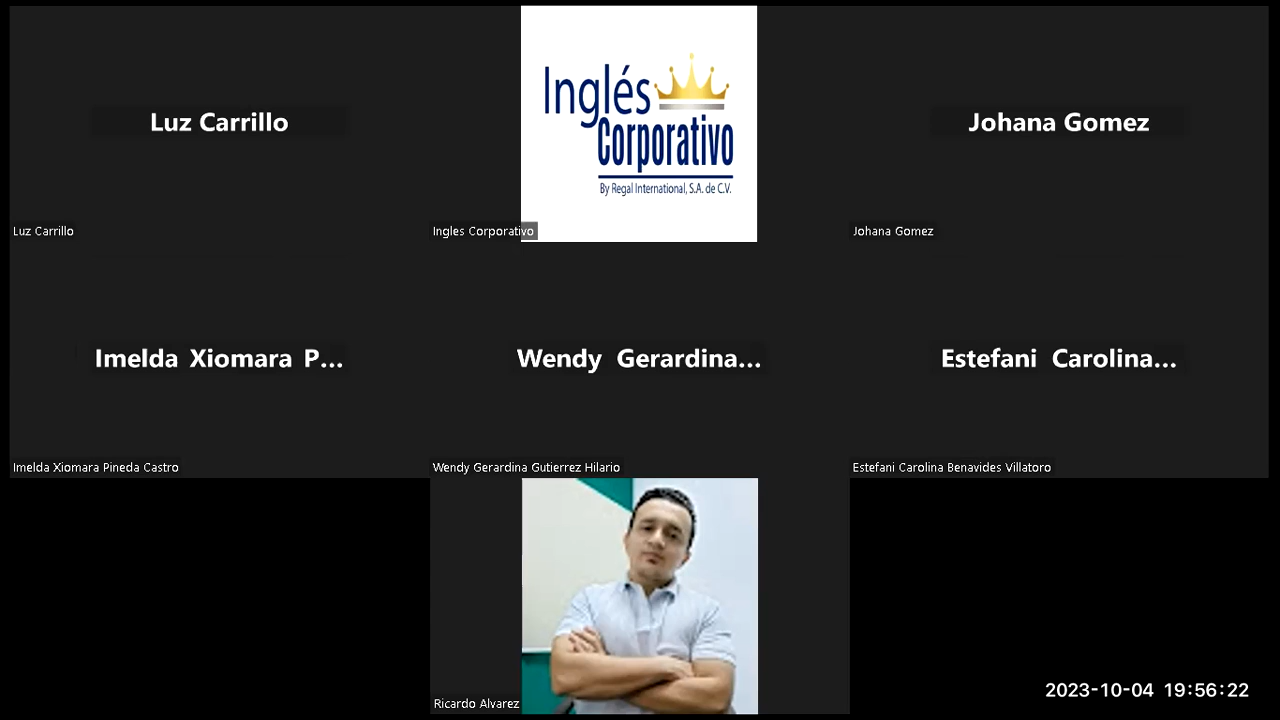 Luz Carrillo
Luz Carrillo
Inglés
Corporativo
By Regal International, S.A. de C.V.
Ingles Corporativo
Johana Gomez
Johana Gomez
Imelda Xiomara P...
Imelda Xiomara Pineda Castro
Wendy Gerardina...
Wendy Gerardina Gutierrez Hilario
Estefani Carolina...
Estefani Carolina Benavides Villatoro
Ricardo Alvarez
2023-10-04 19:56:22